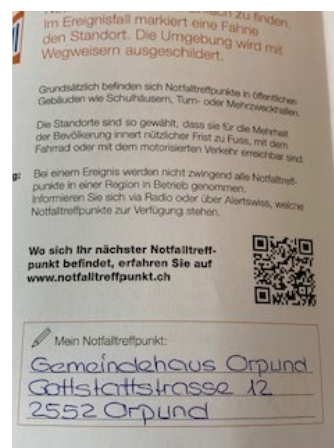 einfach zu finden.
Im Ereignisfall markiert eine Fahne
den Standort. Die Umgebung wird mit
Wegweisern ausgeschildert.
Grundsätzlich befinden sich Notfalltreffpunkte in öffentlichen
Gebäuden wie Schulhäusern, Turn- oder Mehrzweckhallen.
Die Standorte sind so gewählt, dass sie für die Mehrheit
der Bevölkerung innert nützlicher Frist zu Fuss, mit dem
Fahrrad oder mit dem motorisierten Verkehr erreichbar sind.
Bei einem Ereignis werden nicht zwingend alle Notfalltreff-
punkte in einer Region in Betrieb genommen.
Informieren Sie sich via Radio oder über Alertswiss, welche
Notfalltreffpunkte zur Verfügung stehen.
Wo sich Ihr nächster Notfalltreff-
punkt befindet, erfahren Sie auf
www.notfalltreffpunkt.ch
Mein Notfalltreffpunkt:
Gemeindehaus Orpund
Gottstattstrasse 12
2552 Orpund